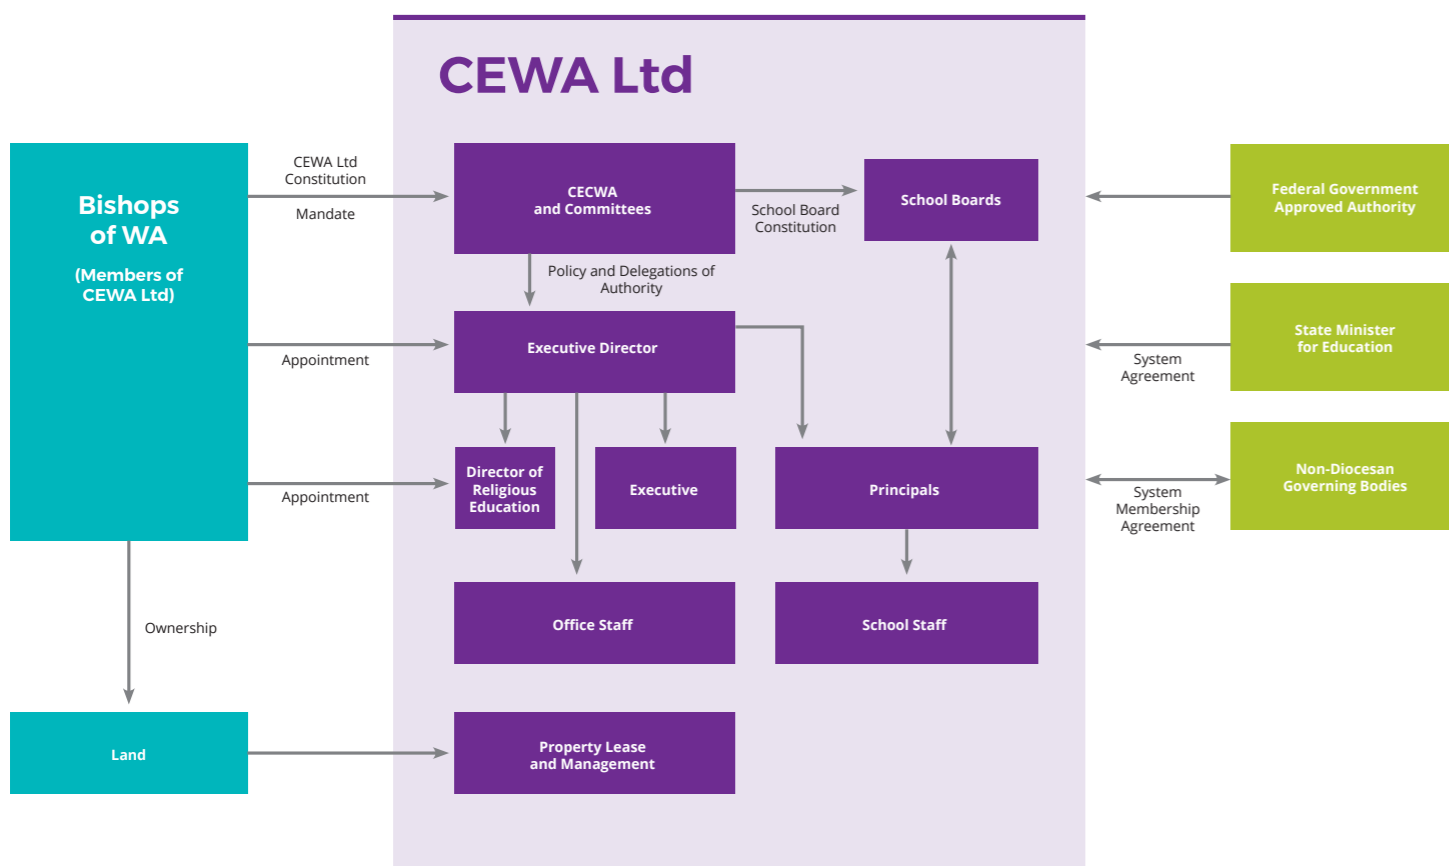 CEWA Ltd
Bishops
of WA
(Members of
CEWA Ltd)
CEWA Ltd
Constitution
Mandate
CECWA
and Committees
School Board
Constitution
School Boards
Federal Government
Approved Authority
Policy and Delegations of
Authority
Appointment
Executive Director
State Minister
for Education
System
Agreement
Appointment
Director of
Religious
Education
Executive
Principals
Non-Diocesan
Governing Bodies
System
Membership
Agreement
Ownership
Office Staff
School Staff
Land
Property Lease
and Management